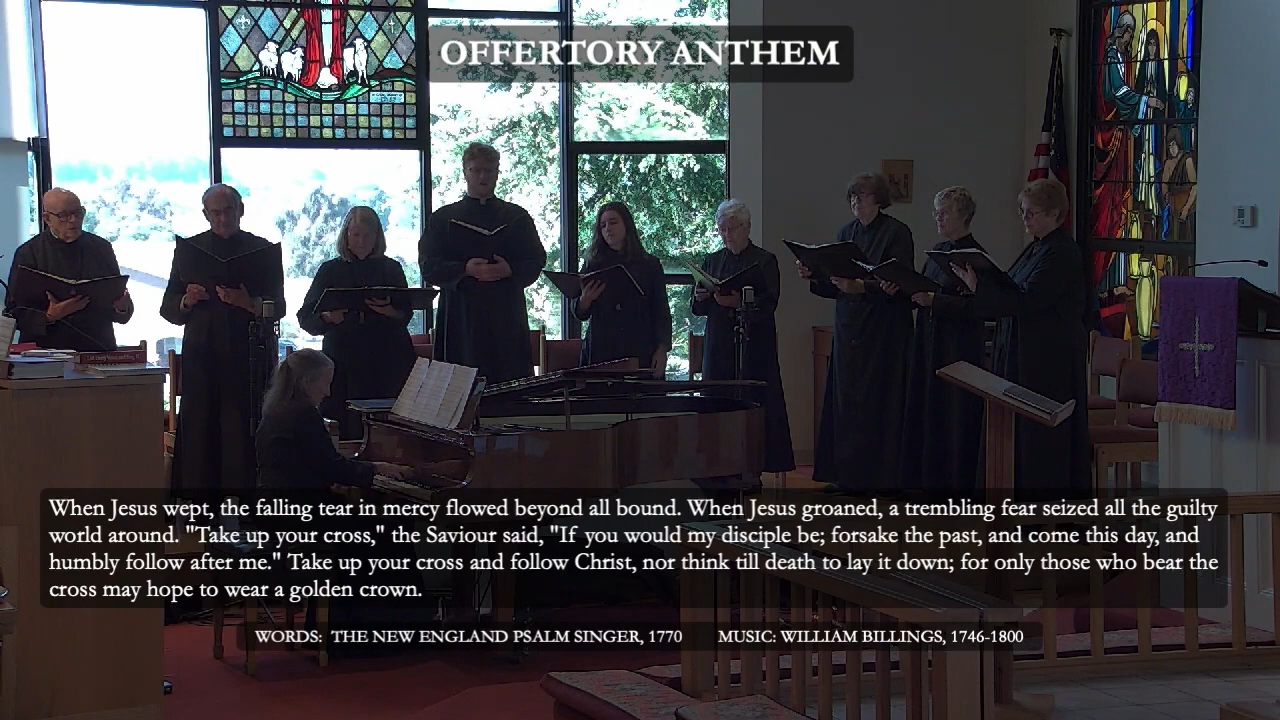 OFFERTORY ANTHEM
When Jesus wept, the falling tear in mercy flowed beyond all bound. When Jesus groaned, a trembling fear seized all the guilty
world around. "Take up your cross," the Saviour said, "If you would my disciple be; forsake the past, and come this day, and
humbly follow after me." Take up your cross and follow Christ, nor think till death to lay it down; for only those who bear the
cross may hope to wear a golden crown.
WORDS: THE NEW ENGLAND PSALM SINGER, 1770 MUSIC: WILLIAM BILLINGS, 1746-1800